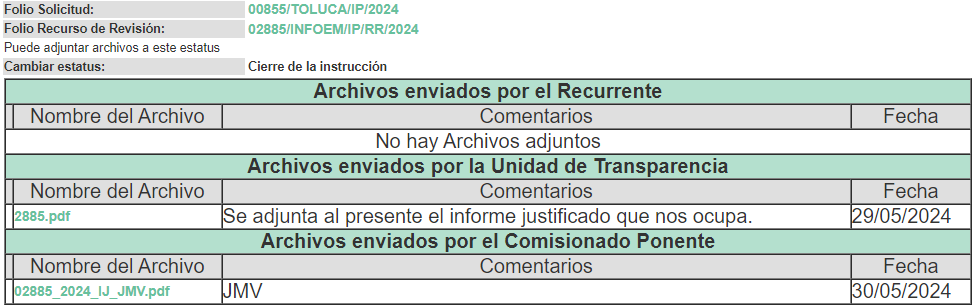 Folio Solicitud: 00855/TOLUCA/IP/2024
Folio Recurso de Revisión: 02885/INFOEM/IP/RR/2024
Puede adjuntar archivos a este estatus
Cambiar estatus: Cierre de la instrucción
Archivos enviados por el Recurrente
Nombre del Archivo Comentarios Fecha
No hay Archivos adjuntos
Archivos enviados por la Unidad de Transparencia
Nombre del Archivo Comentarios Fecha
2885.pdf Se adjunta al presente el informe justificado que nos ocupa. 29/05/2024
Archivos enviados por el Comisionado Ponente
Nombre del Archivo Comentarios Fecha
02885_2024_IJ_JMV.pdf JMV 30/05/2024